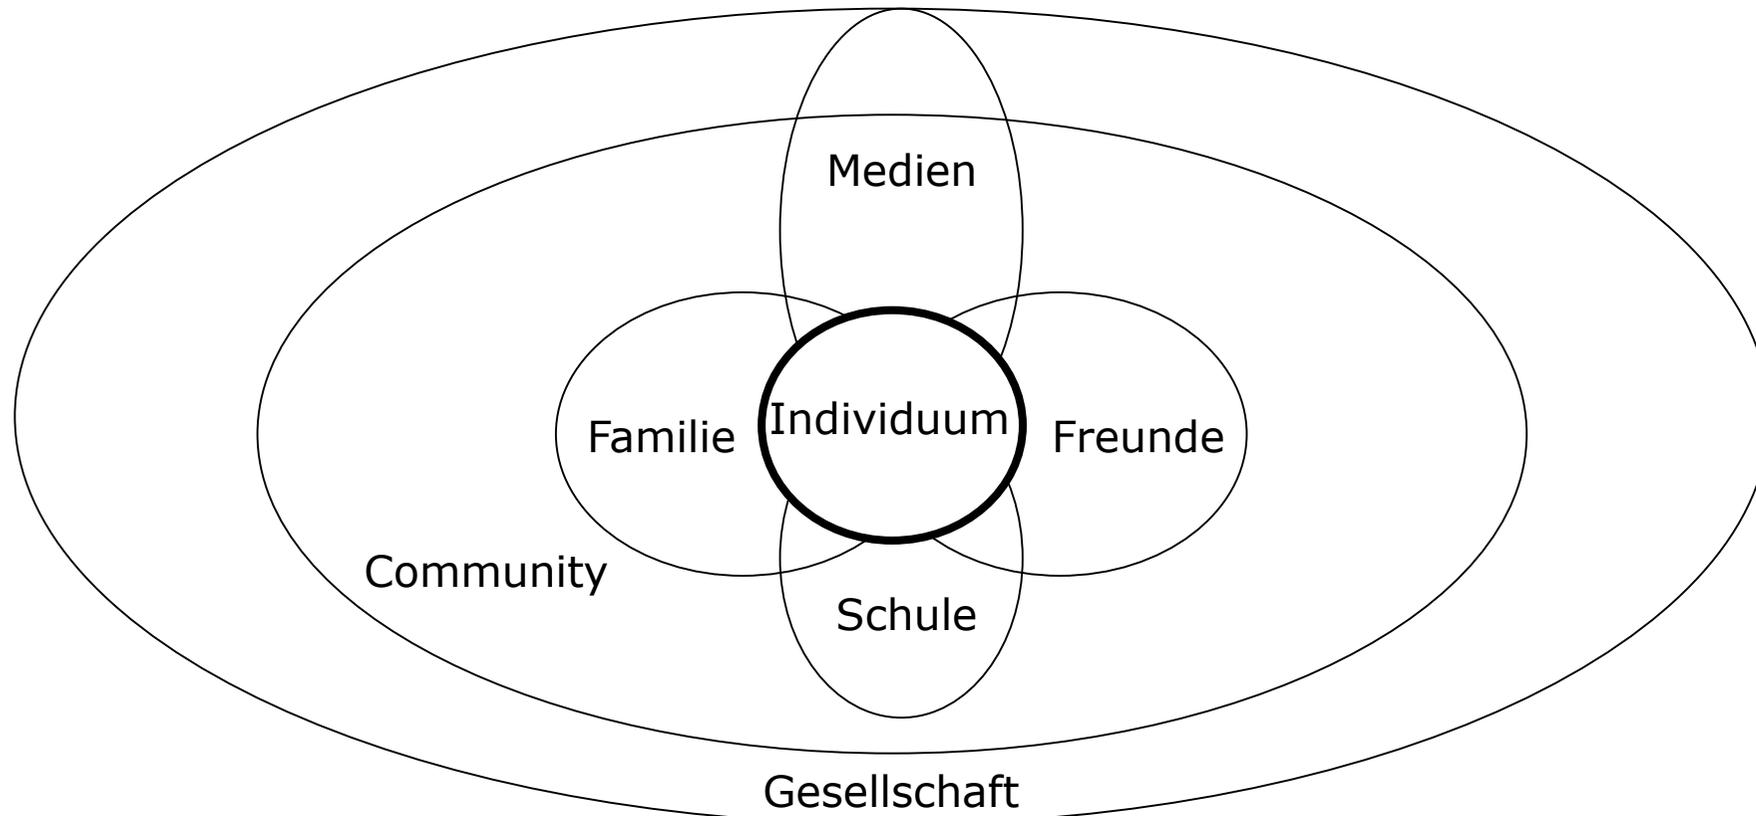 Medien
Individuum
Familie
Freunde
Community
Schule
Gesellschaft